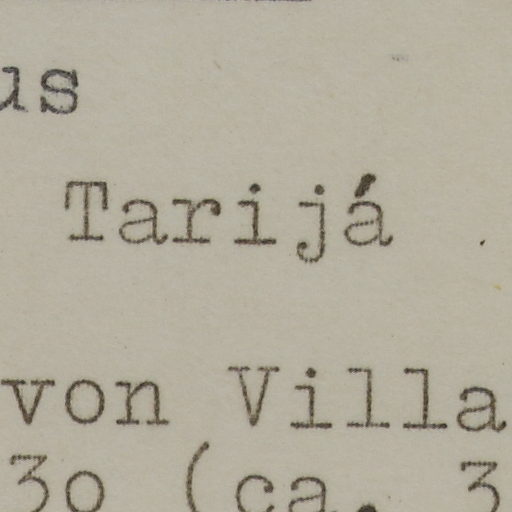 us
Tarijá
von Villa
30 (ca. 3